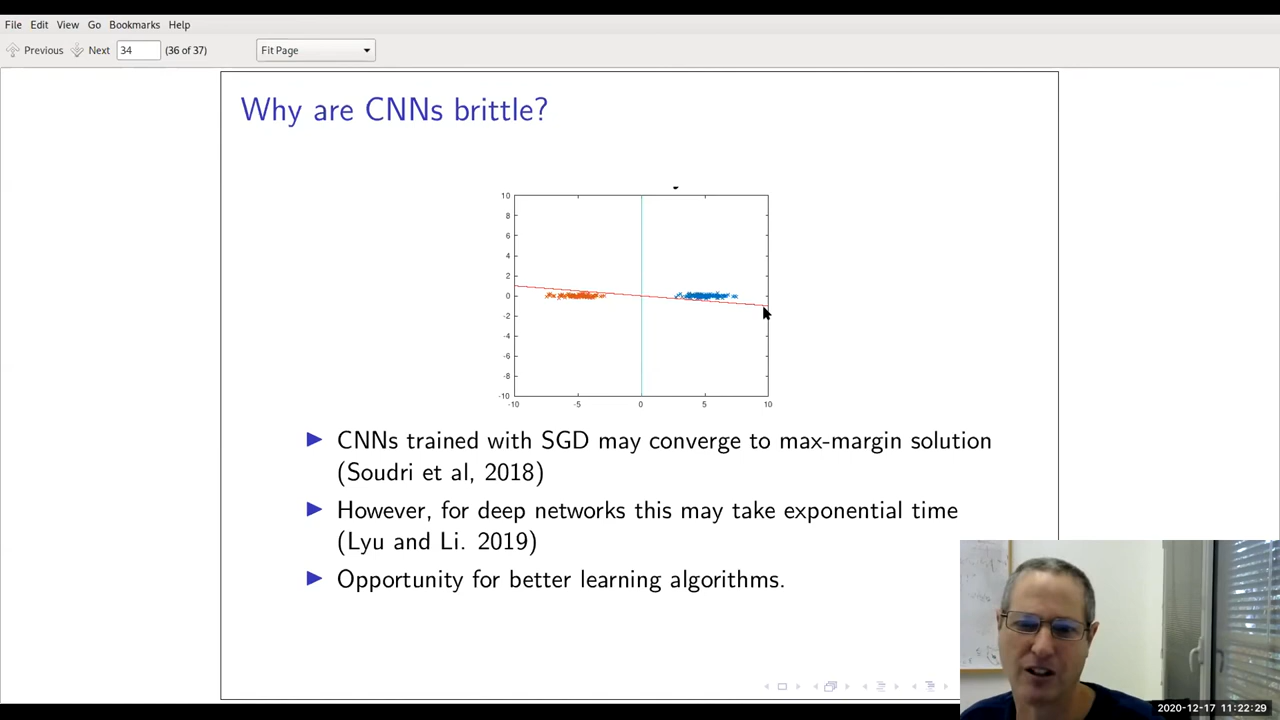 File Edit View Go Bookmarks Help
Previous Next 34 (36 of 37) Fit Page
Why are CNNs brittle?
10
8
6
4
2
0
-2
-4
-6
-8
-10
-10 -5 0 5 10
CNNs trained with SGD may converge to max-margin solution
(Soudri et al, 2018)
However, for deep networks this may take exponential time
(Lyu and Li. 2019)
Opportunity for better learning algorithms.
2020-12-17 11:22:29